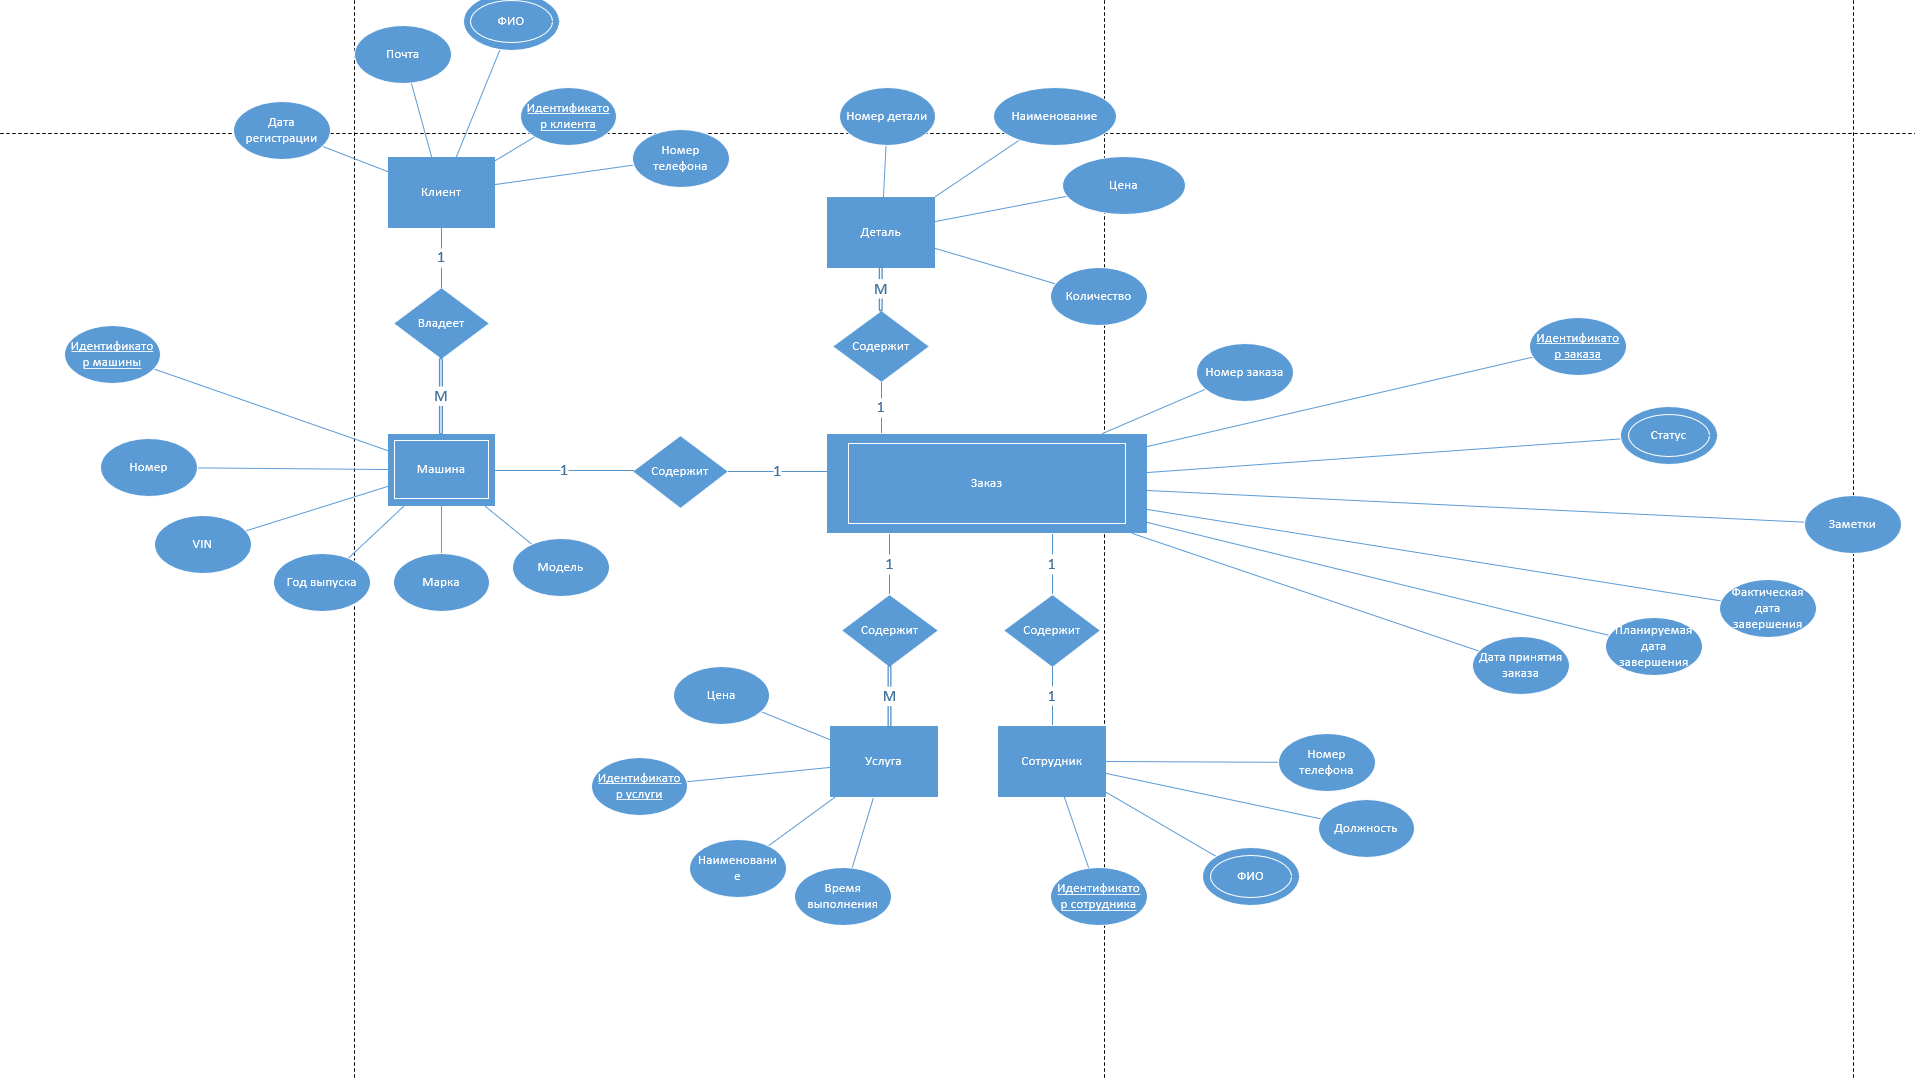 ФИО
Почта
Идентификато
р клиента
Дата
регистрации
Номер
телефона
Клиент
1
Владеет
М
Номер детали
Наименование
Цена
Деталь
Количество
М
Содержит
1
Идентификато
р машины
Номер
VIN
Год выпуска
Марка
Модель
Машина
1
Содержит
1
Заказ
Номер заказа
Идентификато
р заказа
Статус
Заметки
Фактическая
дата
завершения
Планируемая
дата
завершения
Дата принятия
заказа
1
Содержит
М
1
Содержит
1
Цена
Услуга
Идентификато
р услуги
Наименовани
е
Время
выполнения
Сотрудник
Номер
телефона
Должность
ФИО
Идентификато
р сотрудника